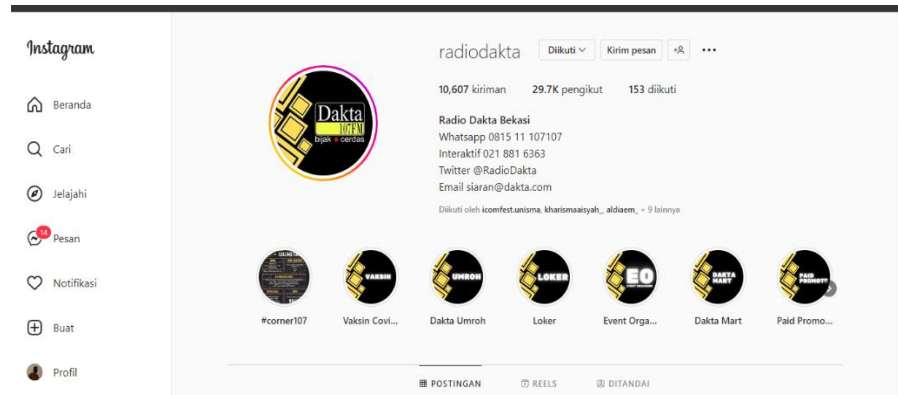 Instagram
Beranda
Cari
Jelajahi
14
Pesan
Notifikasi
Buat
Profil
radiodakta
Diikuti
Kirim pesan
10,607 kiriman 29.7K pengikut 153 diikuti
Radio Dakta Bekasi
Whatsapp 0815 11 107107
Interaktif 021 881 6363
Twitter @RadioDakta
Email siaran@dakta.com
Diikuti oleh icomfest.unisma, kharismaaisyah_, aldiaem_ + 9 lainnya
Dakta
107 FM
bijak cerdas
VAKSIN
UMROH
LOKER
EO
DAKTA
MART
PAID
PROMOTE
#corner107 Vaksin Covi... Dakta Umroh Loker Event Orga... Dakta Mart Paid Promo...
POSTINGAN REELS DITANDAI